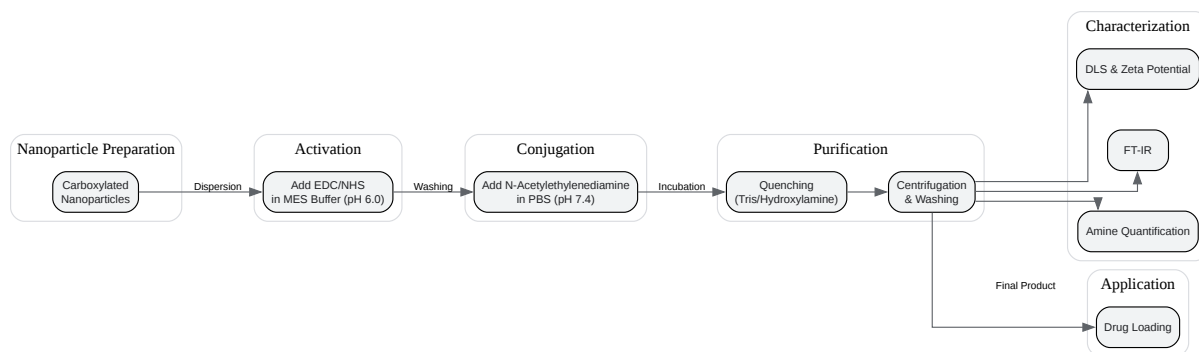 Nanoparticle Preparation
Carboxylated
Nanoparticles
Dispersion
Activation
Add EDC/NHS
in MES Buffer (pH 6.0)
Washing
Conjugation
Add N-Acetylethylenediamine
in PBS (pH 7.4)
Incubation
Purification
Quenching
(Tris/Hydroxylamine)
Centrifugation
& Washing
Characterization
DLS & Zeta Potential
FT-IR
Amine Quantification
Final Product
Application
Drug Loading